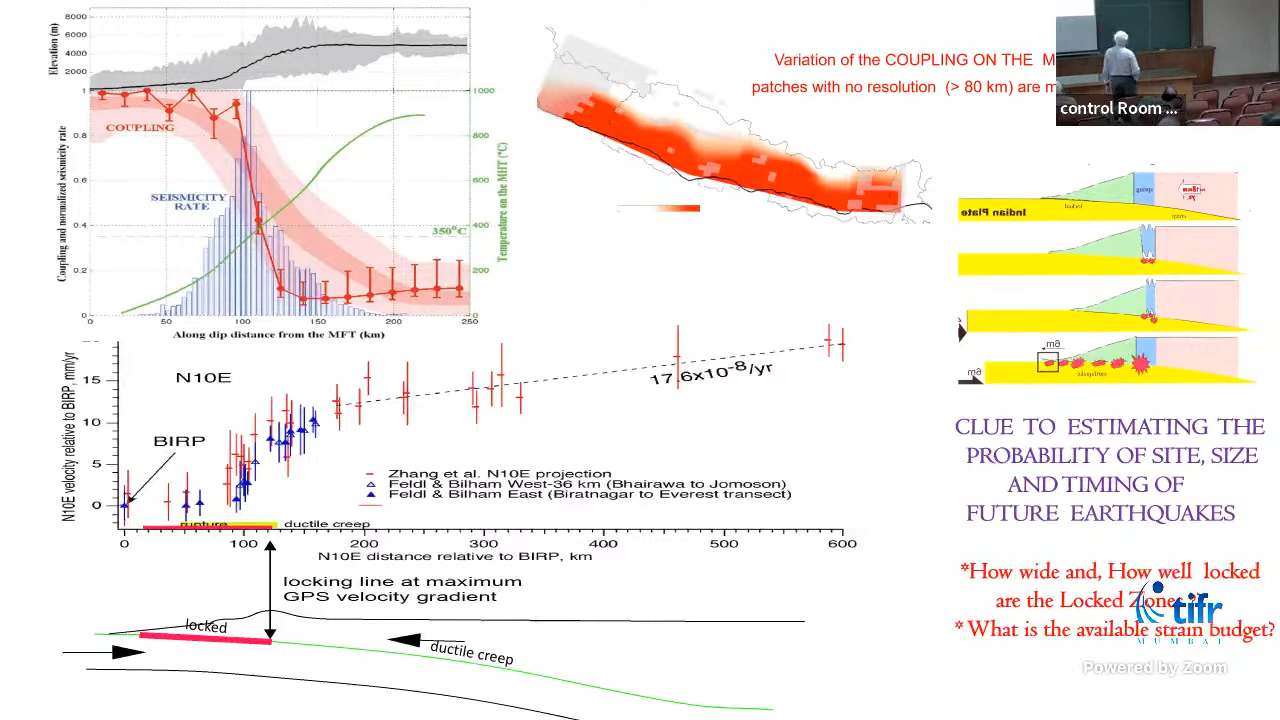 Elevation (m)
8000
6000
4000
2000
1
0.8
0.6
0.4
0.2
0
1000
800
600
400
200
0
COUPLING
SEISMICITY
RATE
350°C
Coupling and normalized seismicity rate
Temperature on the MHT (°C)
0 50 100 150 200 250
Along dip distance from the MFT (km)
Variation of the COUPLING ON THE M
patches with no resolution (> 80 km) are m
control Room ...
Indian Plate
locked
spring
creep
6m
6m
N10E velocity relative to BIRP, mm/yr
15
10
5
0
N10E
BIRP
17.6x10-8/yr
Zhang et al. N10E projection
Feldl & Bilham West-36 km (Bhairawa to Jomoson)
Feldl & Bilham East (Biratnagar to Everest transect)
rupture
ductile creep
0 100 200 300 400 500 600
N10E distance relative to BIRP, km
locking line at maximum
GPS velocity gradient
locked
ductile creep
CLUE TO ESTIMATING THE
PROBABILITY OF SITE, SIZE
AND TIMING OF
FUTURE EARTHQUAKES
*How wide and, How well locked
are the Locked Zones
* What is the available strain budget?
tifr
MUMBAI
Powered by Zoom